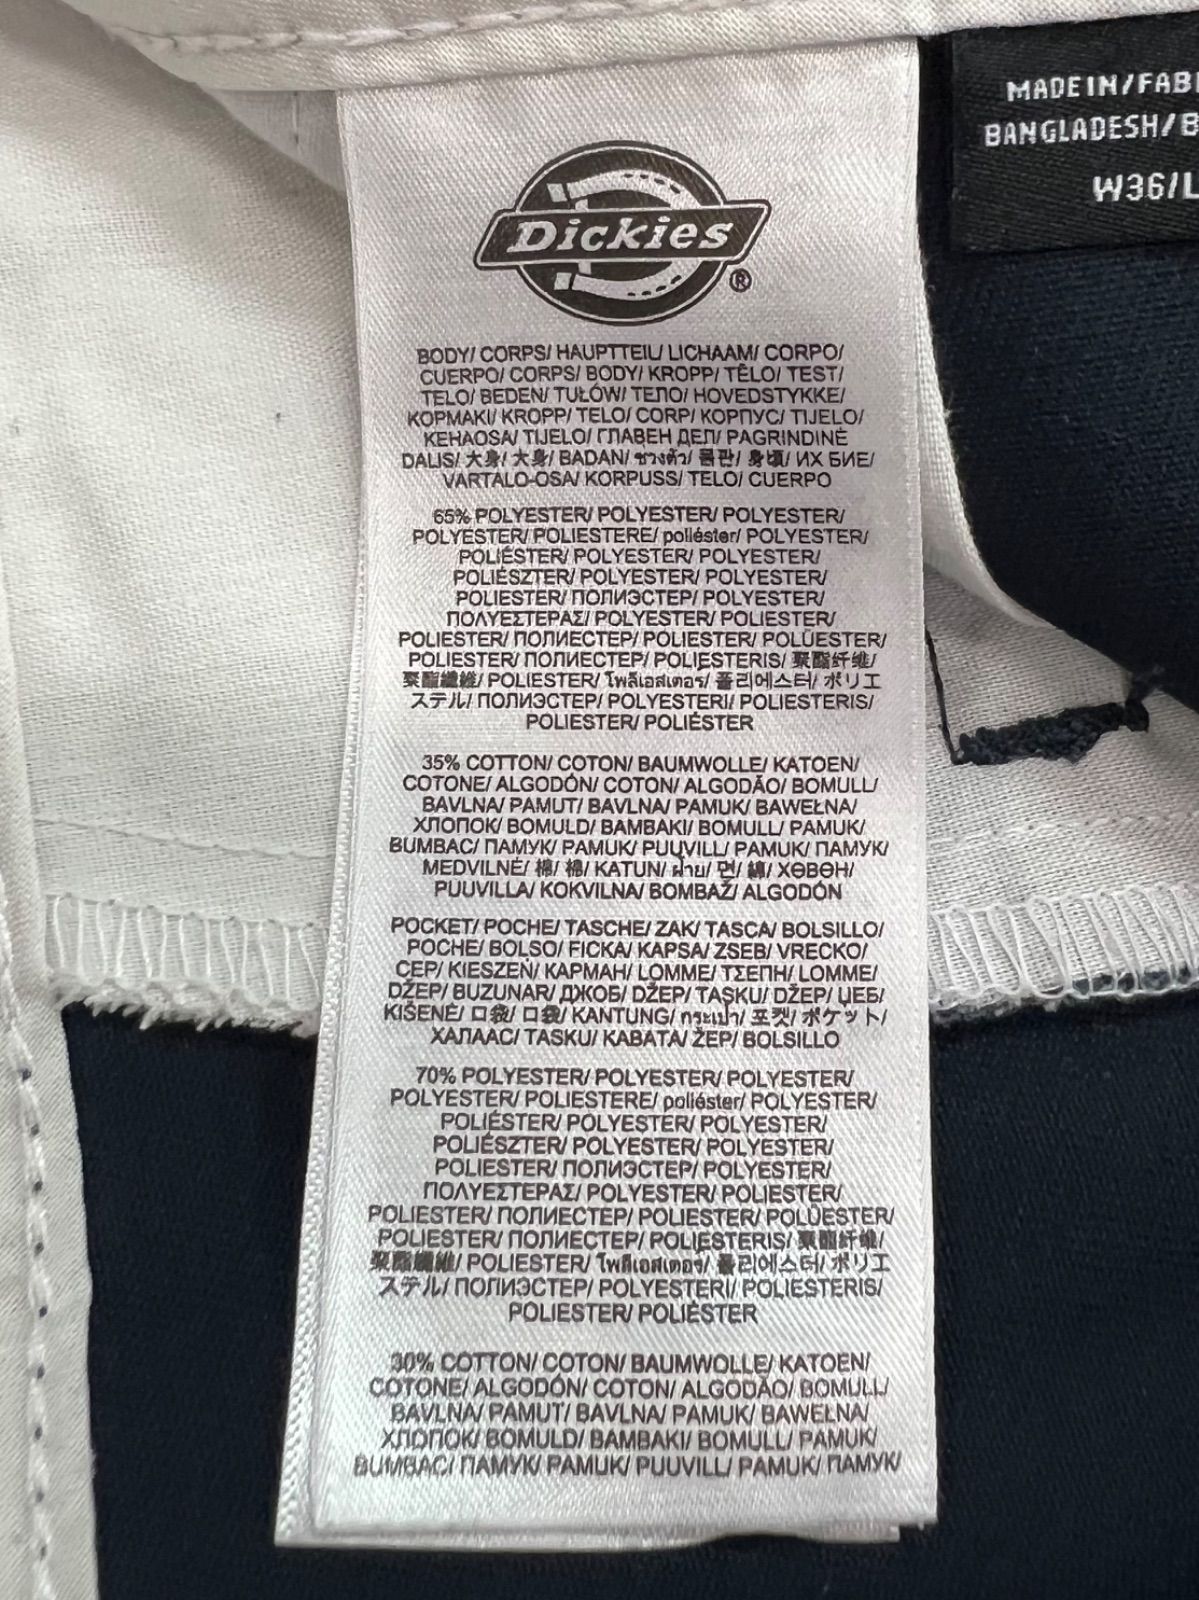 Dickies
®
MADE IN/FABR
BANGLADESH/B
W36/L
BODY/ CORPS/ HAUPTTEIL/ LICHAAM/ CORPO/
CUERPO/ CORPS/ BODY/ KROPP/ TĚLO/ TEST/
TELO/ BEDEN/ TUŁÓW/ ТЕЛО/ HOVEDSTYKKE/
ΚΟΡΜΑΚΙ/ KROPP/ TELO/ CORP/ КОРПУС/ TIJELO/
KEHAOSA/ TIJELO/ ГЛАВЕН ДЕЛ/ PAGRINDINĖ
DALIS/ 大身/ 大身/ BADAN/ ช่วงตัว/ 몸판/ 身頃/ ИХ БИЕ/
VARTALO-OSA/ KORPUSS/ TELO/ CUERPO
65% POLYESTER/ POLYESTER/ POLYESTER/
POLYESTER/ POLIESTERE/ poliéster/ POLYESTER/
POLIÉSTER/ POLYESTER/ POLYESTER/
POLIÉSZTER/ POLYESTER/ POLYESTER/
POLIESTER/ ПОЛИЭСТЕР/ POLYESTER/
ΠΟΛΥΕΣΤΕΡΑΣ/ POLYESTER/ POLIESTER/
POLIESTER/ ПОЛИЕСТЕР/ POLIESTER/ POLÜESTER/
POLIESTER/ ПОЛИЕСТЕР/ POLIESTERIS/ 聚酯纤维/
聚酯纖維/ POLIESTER/ โพลีเอสเตอร์/ 폴리에스터/ ポリエ
ステル/ ПОЛИЭСТЕР/ POLYESTERI/ POLIESTERIS/
POLIESTER/ POLIÉSTER
35% COTTON/ COTON/ BAUMWOLLE/ KATOEN/
COTONE/ ALGODÓN/ COTON/ ALGODÃO/ BOMULL/
BAVLNA/ PAMUT/ BAVLNA/ PAMUK/ BAWEŁNA/
ХЛОПОК/ BOMULD/ ΒΑΜΒΑΚΙ/ BOMULL/ PAMUK/
BUMBAC/ ПАМУК/ PAMUK/ PUUVILL/ PAMUK/ ПАМУК/
MEDVILNĖ/ 棉/ 棉/ KATUN/ ฝ้าย/ 면/ 綿/ ХӨВӨН/
PUUVILLA/ KOKVILNA/ BOMBAŽ/ ALGODÓN
POCKET/ POCHE/ TASCHE/ ZAK/ TASCA/ BOLSILLO/
POCHE/ BOLSO/ FICKA/ KAPSA/ ZSEB/ VRECKO/
CEP/ KIESZEŃ/ КАРМАН/ LOMME/ ΤΣΕΠΗ/ LOMME/
DŽEP/ BUZUNAR/ ДЖОБ/ DŽEP/ TASKU/ DŽEP/ ЏЕБ/
KIŠENĖ/ 口袋/ 口袋/ KANTUNG/ กระเป๋า/ 포켓/ ポケット/
ХАЛААС/ TASKU/ KABATA/ ŽEP/ BOLSILLO
70% POLYESTER/ POLYESTER/ POLYESTER/
POLYESTER/ POLIESTERE/ poliéster/ POLYESTER/
POLIÉSTER/ POLYESTER/ POLYESTER/
POLIÉSZTER/ POLYESTER/ POLYESTER/
POLIESTER/ ПОЛИЭСТЕР/ POLYESTER/
ΠΟΛΥΕΣΤΕΡΑΣ/ POLYESTER/ POLIESTER/
POLIESTER/ ПОЛИЕСТЕР/ POLIESTER/ POLÜESTER/
POLIESTER/ ПОЛИЕСТЕР/ POLIESTERIS/ 聚酯纤维/
聚酯纖維/ POLIESTER/ โพลีเอสเตอร์/ 폴리에스터/ ポリエ
ステル/ ПОЛИЭСТЕР/ POLYESTERI/ POLIESTERIS/
POLIESTER/ POLIÉSTER
30% COTTON/ COTON/ BAUMWOLLE/ KATOEN/
COTONE/ ALGODÓN/ COTON/ ALGODÃO/ BOMULL/
BAVLNA/ PAMUT/ BAVLNA/ PAMUK/ BAWEŁNA/
ХЛОПОК/ BOMULD/ ΒΑΜΒΑΚΙ/ BOMULL/ PAMUK/
BUMBAC/ ПАМУК/ PAMUK/ PUUVILL/ PAMUK/ ПАМУК/